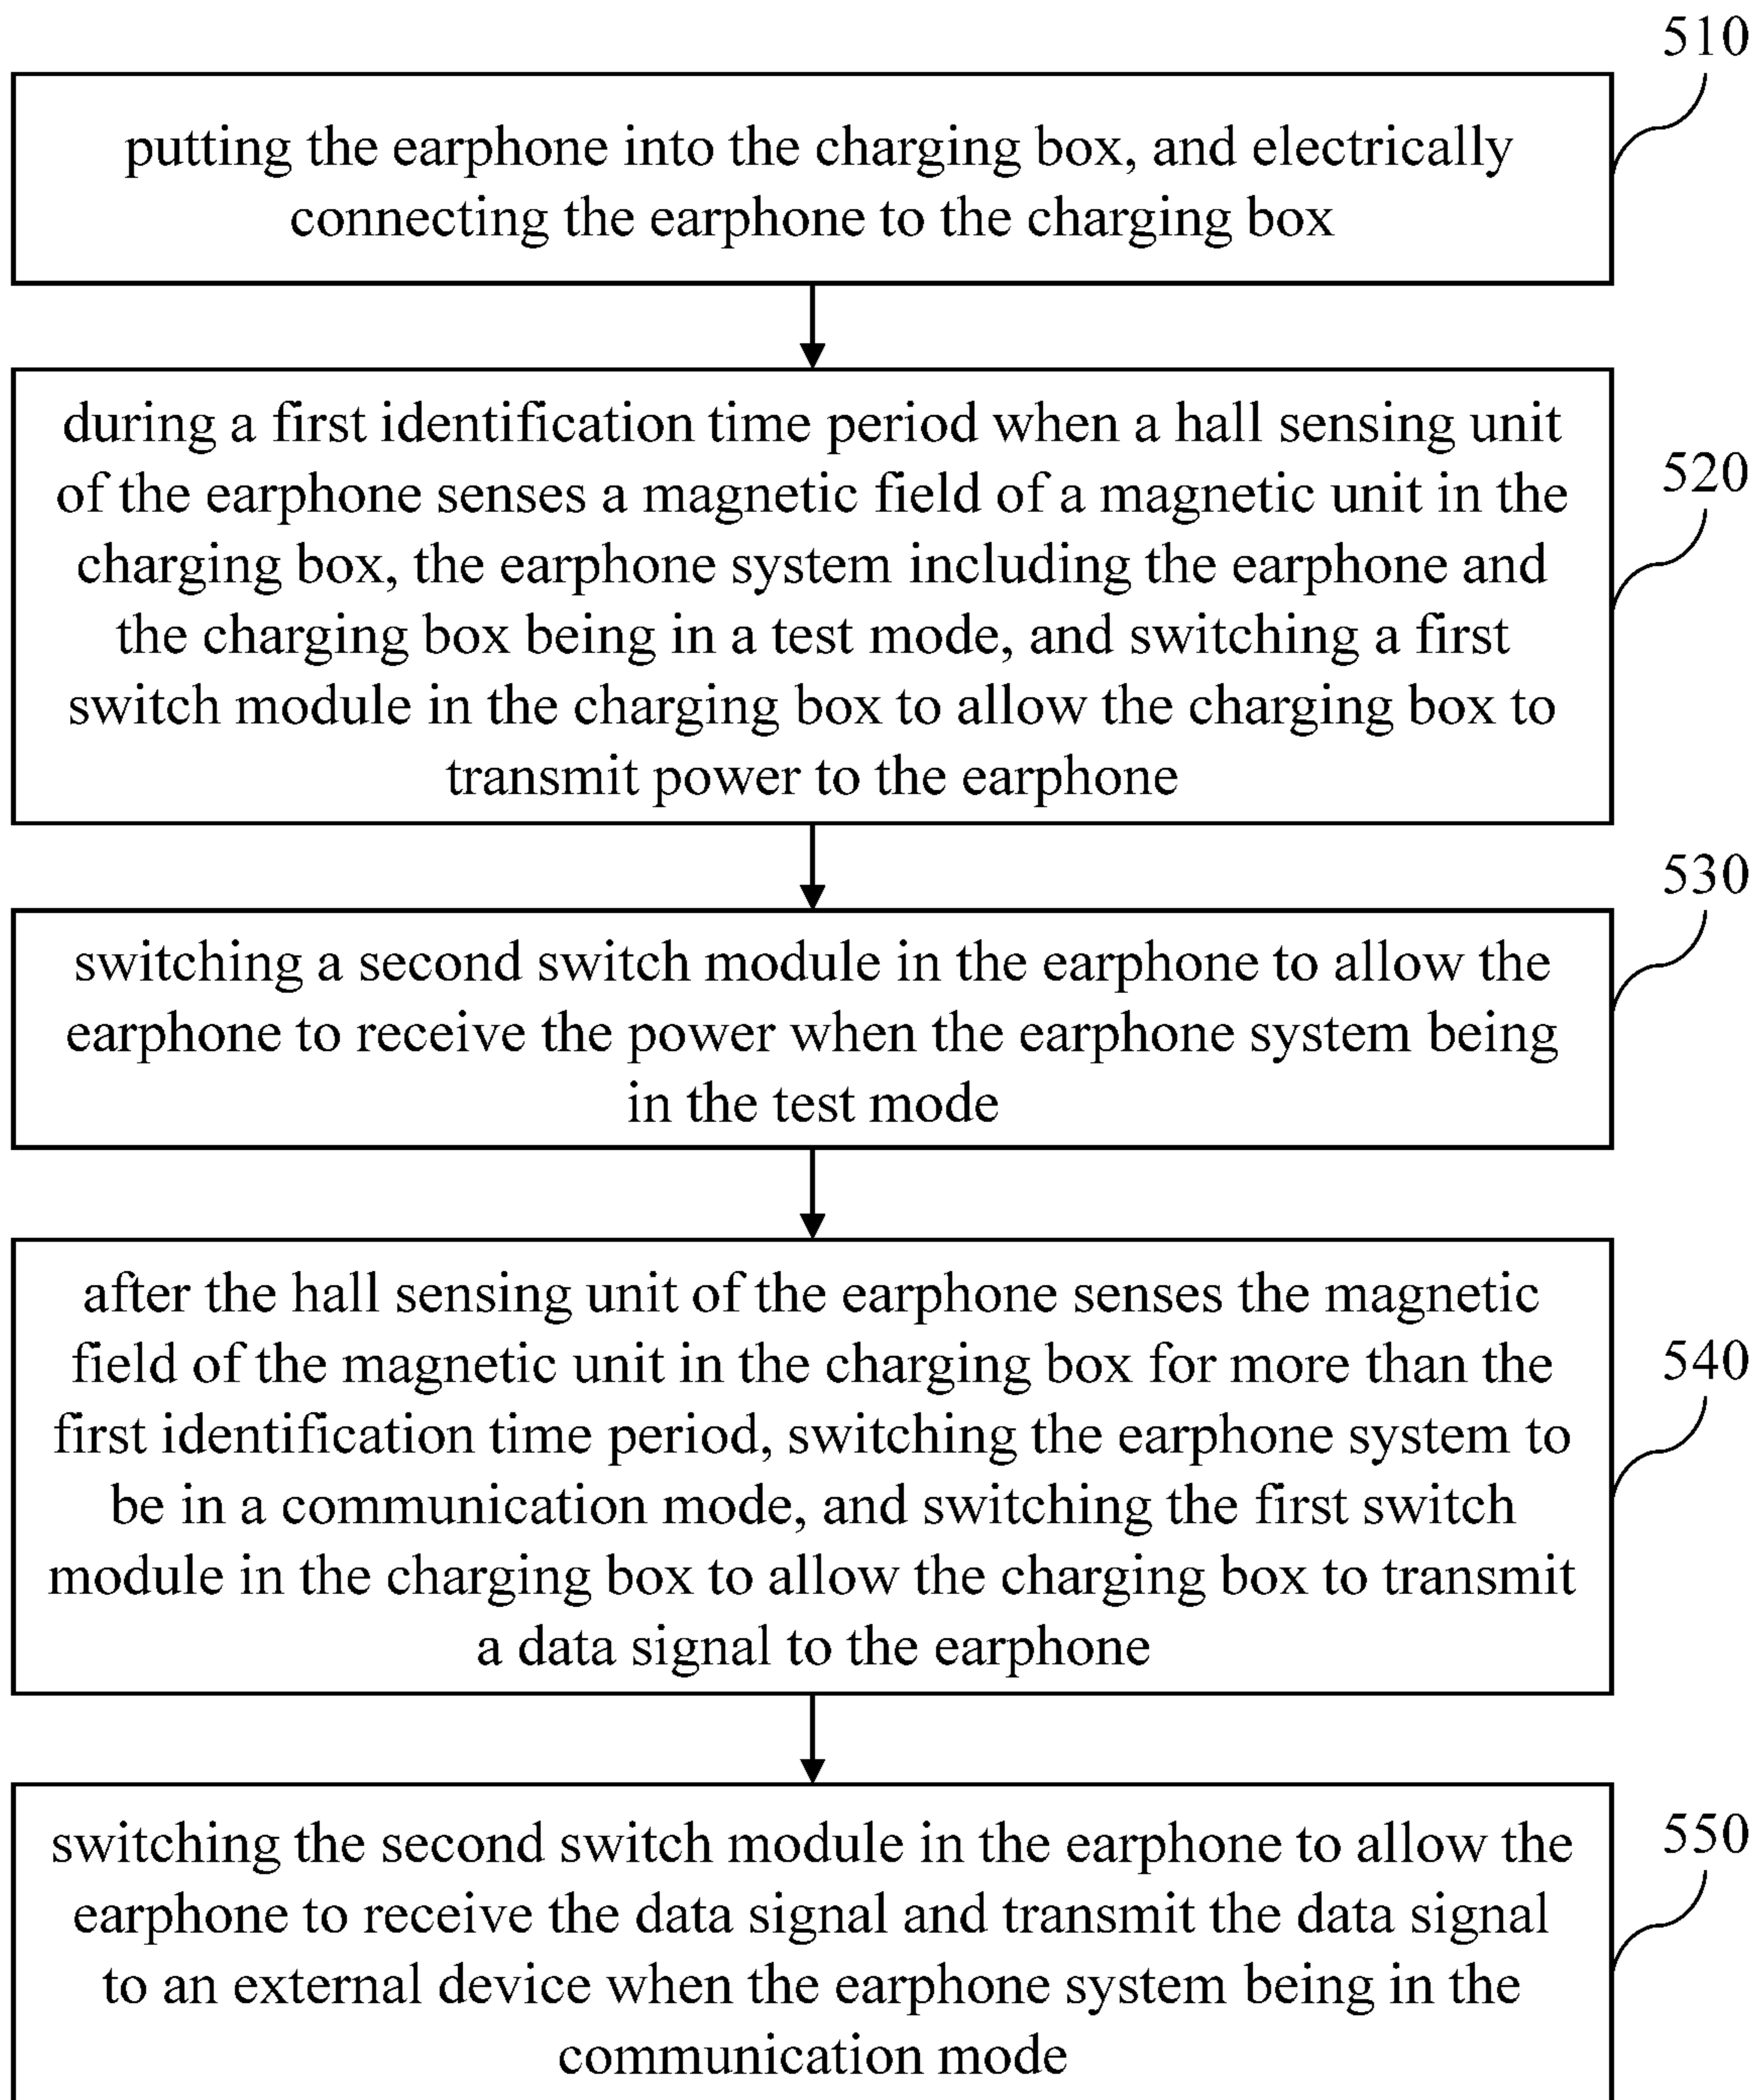 510
putting the earphone into the charging box, and electrically
connecting the earphone to the charging box
during a first identification time period when a hall sensing unit
of the earphone senses a magnetic field of a magnetic unit in the
charging box, the earphone system including the earphone and
the charging box being in a test mode, and switching a first
switch module in the charging box to allow the charging box to
transmit power to the earphone
520
530
switching a second switch module in the earphone to allow the
earphone to receive the power when the earphone system being
in the test mode
after the hall sensing unit of the earphone senses the magnetic
field of the magnetic unit in the charging box for more than the
first identification time period, switching the earphone system to
be in a communication mode, and switching the first switch
module in the charging box to allow the charging box to transmit
a data signal to the earphone
540
switching the second switch module in the earphone to allow the
earphone to receive the data signal and transmit the data signal
to an external device when the earphone system being in the
communication mode
550